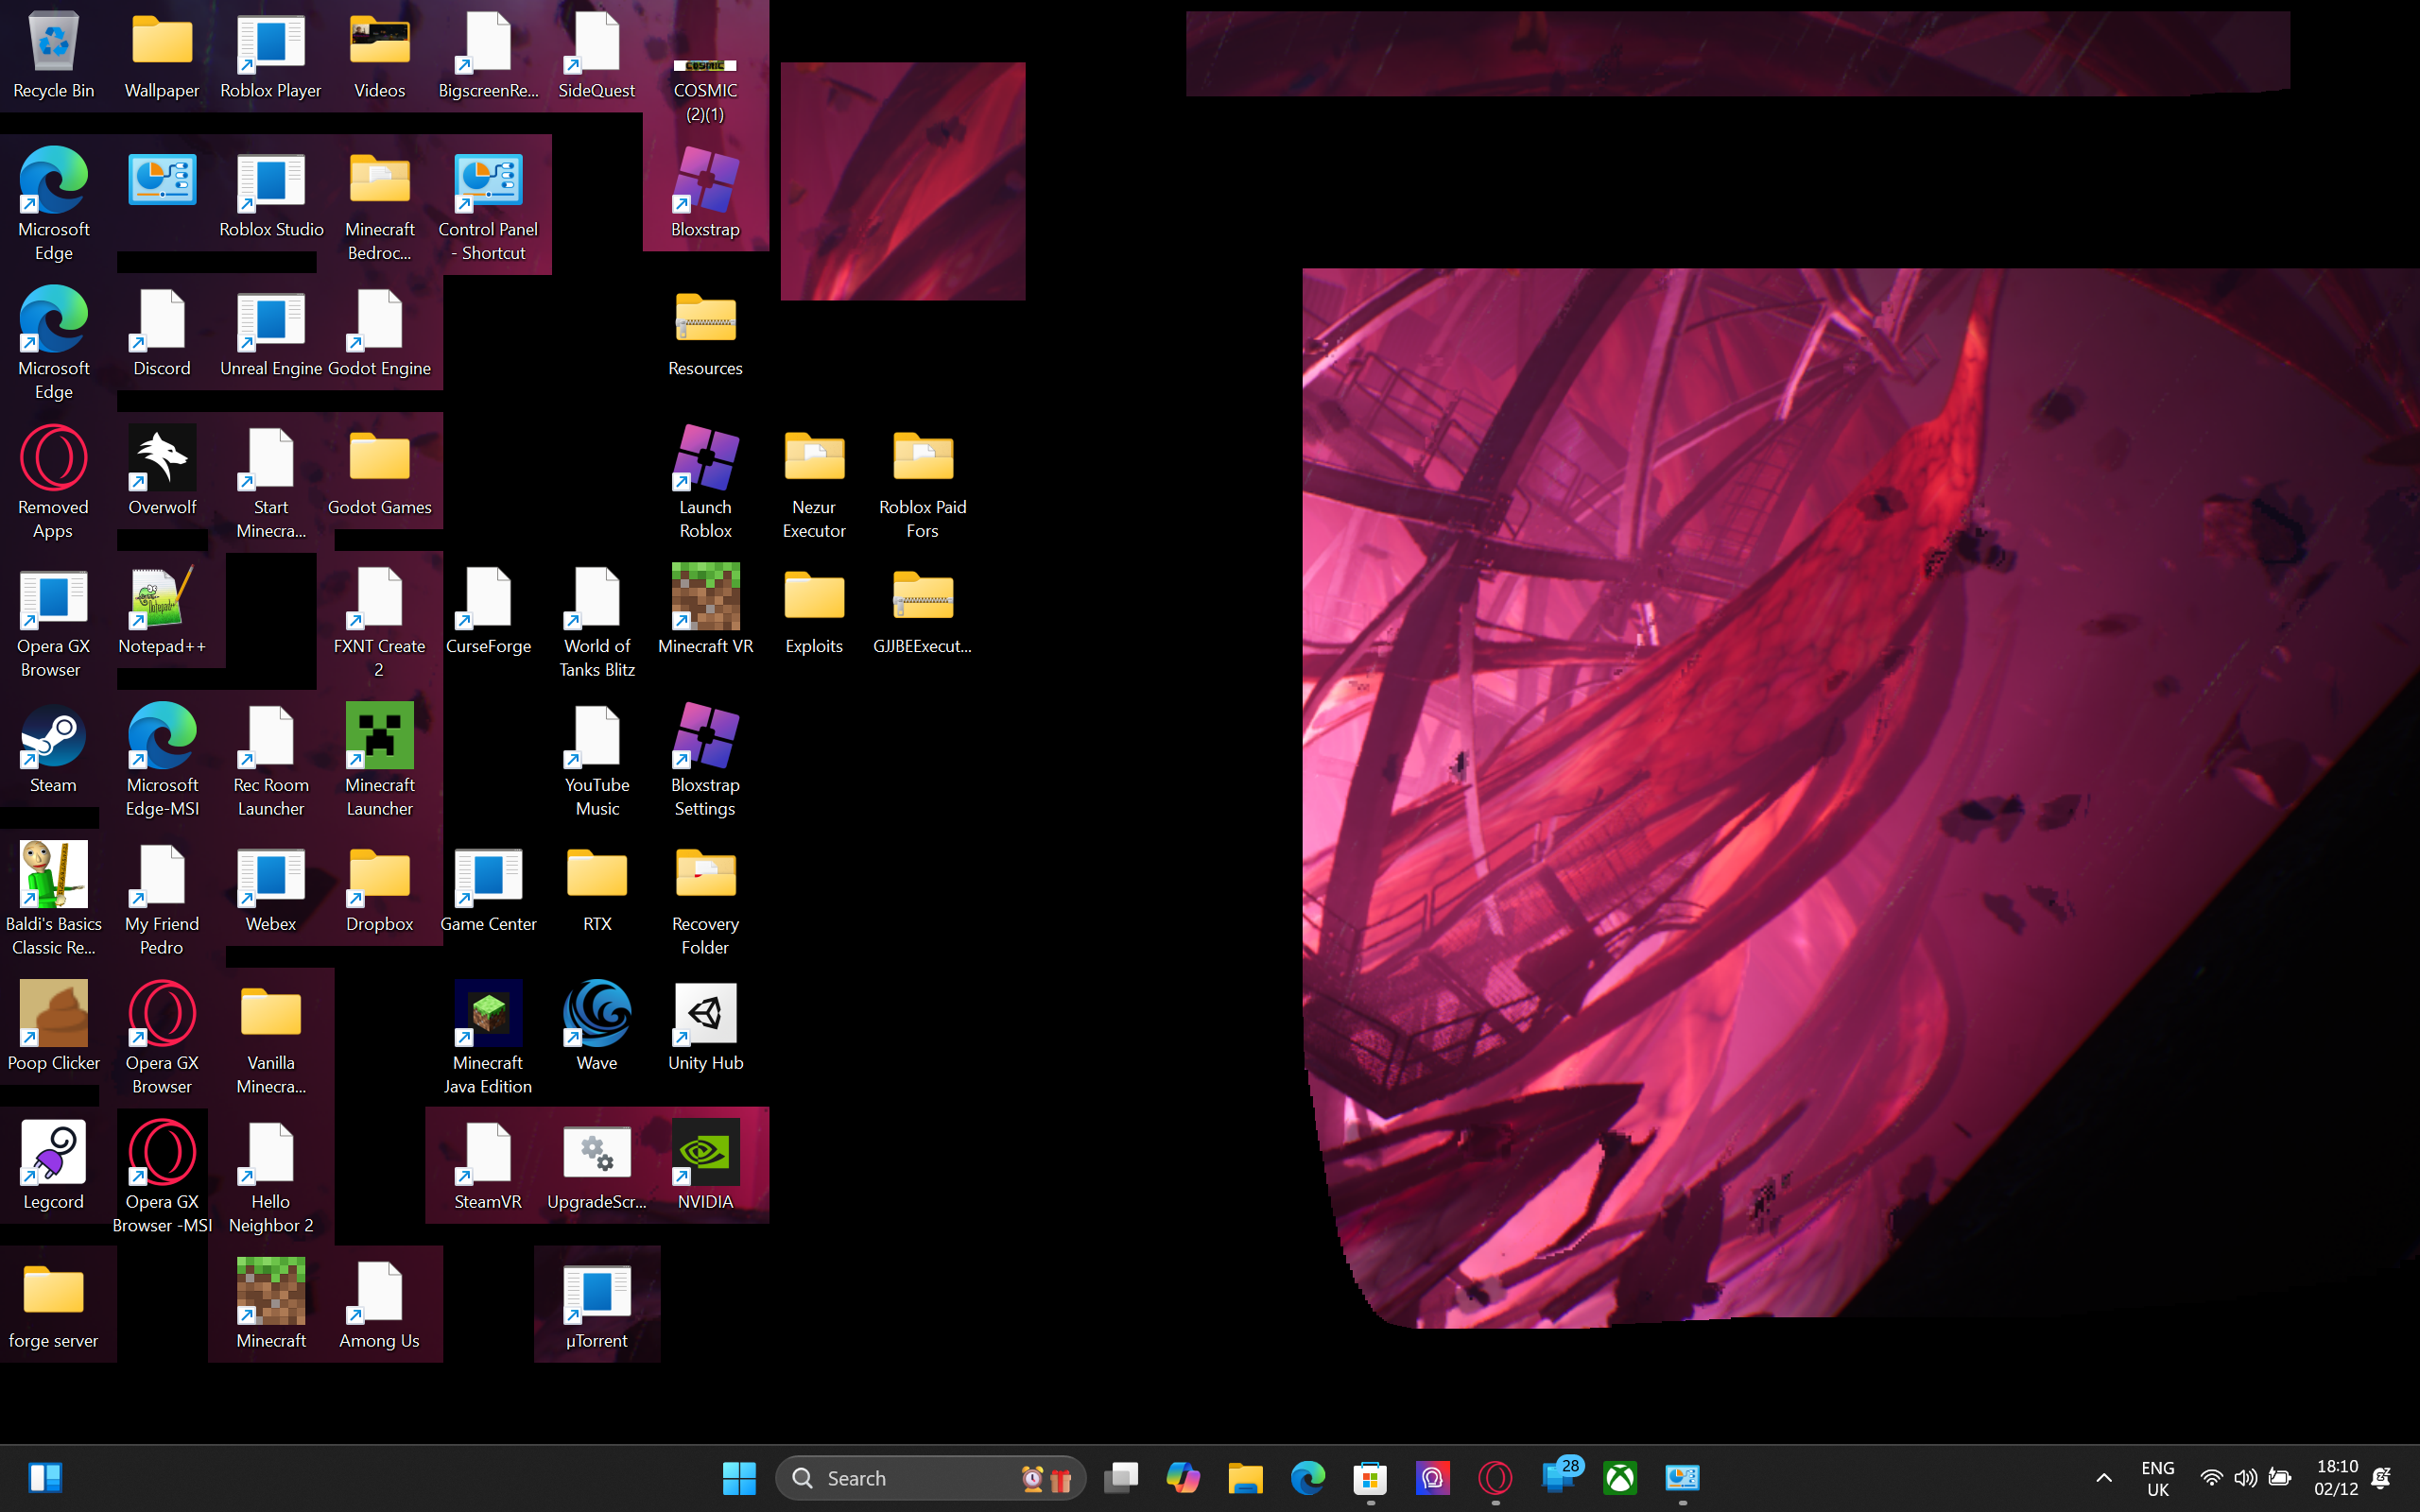 Recycle Bin
Wallpaper
Roblox Player
Videos
BigscreenRe...
SideQuest
COSMIC
COSMIC
(2)(1)
Microsoft
Edge
Roblox Studio
Minecraft
Bedroc...
Control Panel
- Shortcut
Bloxstrap
Microsoft
Edge
Discord
Unreal Engine
Godot Engine
Resources
Removed
Apps
Overwolf
Start
Minecra...
Godot Games
Launch
Roblox
Nezur
Executor
Roblox Paid
Fors
Opera GX
Browser
Notepad++
FXNT Create
2
CurseForge
World of
Tanks Blitz
Minecraft VR
Exploits
GJJBEExecut...
Steam
Microsoft
Edge-MSI
Rec Room
Launcher
Minecraft
Launcher
YouTube
Music
Bloxstrap
Settings
Baldi's Basics
Classic Re...
My Friend
Pedro
Webex
Dropbox
Game Center
RTX
Recovery
Folder
Poop Clicker
Opera GX
Browser
Vanilla
Minecra...
Minecraft
Java Edition
Wave
Unity Hub
Legcord
Opera GX
Browser -MSI
Hello
Neighbor 2
SteamVR
UpgradeScr...
NVIDIA
forge server
Minecraft
Among Us
µTorrent
Search
28
ENG
UK
18:10
02/12